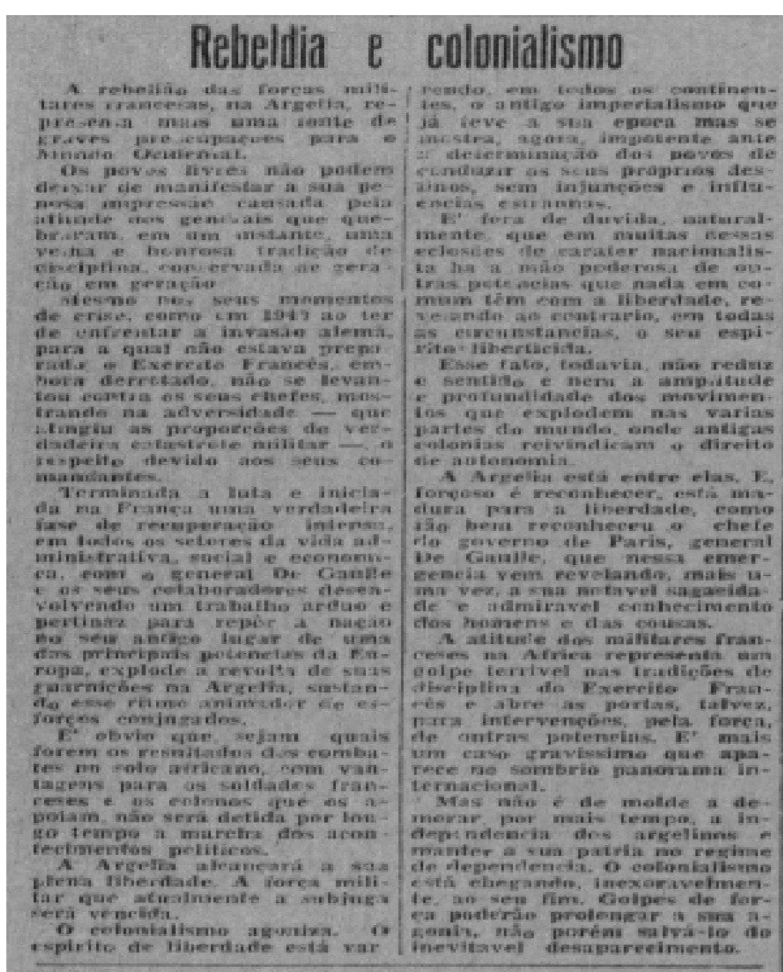 Rebeldia e colonialismo
A rebelião das forças mili-
tares francesas, na Argelia, re-
presenta mais uma fonte de
graves preocupações para o
Mundo Ocidental.
Os povos livres não podem
deixar de manifestar a sua pe-
nosa impressão causada pela
atitude dos generais que que-
braram, em um instante, uma
velha e honrosa tradição de
disciplina, conservada de gera-
ção em geração
Mesmo nos seus momentos
de crise, como em ao ter
de enfrentar a invasão alemã,
para a qual não estava prepa-
rado o Exercito Francês, em-
bora derrotado, não se levan-
tou contra os seus chefes, mos-
trando na adversidade — que
atingiu as proporções de ver-
dadeira catastrofe militar —, o
respeito devido aos seus co-
mandantes.
Terminada a luta e inicia-
da na França uma verdadeira
fase de recuperação intensa,
em todos os setores da vida ad-
ministrativa, social e economi-
ca, com o general De Gaulle
e os seus colaboradores desen-
volvendo um trabalho arduo e
pertinaz para repôr a nação
no seu antigo lugar de uma
das principais potencias da Eu-
ropa, explode a revolta de suas
guarnições na Argelia, sustan-
do esse ritmo animador de es-
forços conjugados.
E' obvio que, sejam quais
forem os resultados dos comba-
tes no solo africano, com van-
tagens para os soldados fran-
ceses e os colonos que os a-
poiam, não será detida por lon-
go tempo a marcha dos acon-
tecimentos politicos.
A Argelia alcançará a sua
plena liberdade. A força mili-
tar que atualmente a subjuga
será vencida.
O colonialismo agoniza. O
espirito de liberdade está var
rendo, em todos os continen-
tes, o antigo imperialismo que
já teve a sua epoca mas se
mostra, agora, impotente ante
a determinação dos povos de
conduzir os seus próprios des-
tinos, sem injunções e influ-
encias estranhas.
E' fora de duvida, natural-
mente, que em muitas dessas
eclosões de carater nacionalis-
ta ha a mão poderosa de ou-
tras potencias que nada em co-
mum têm com a liberdade, re-
velando ao contrario, em todas
as circunstancias, o seu espi-
rito liberticida.
Esse fato, todavia, não reduz
o sentido e nem a amplitude
e profundidade dos movimen-
tos que explodem nas varias
partes do mundo, onde antigas
colonias reivindicam o direito
de autonomia.
A Argelia está entre elas. E,
forçoso é reconhecer, está ma-
dura para a liberdade, como
tão bem reconheceu o chefe
do governo de Paris, general
De Gaulle, que nessa emer-
gencia vem revelando, mais u-
ma vez, a sua notavel sagacida-
de e admiravel conhecimento
dos homens e das cousas.
A atitude dos militares fran-
ceses na Africa representa um
golpe terrivel nas tradições de
disciplina do Exercito Fran-
cês e abre as portas, talvez,
para intervenções, pela força,
de outras potencias. E' mais
um caso gravissimo que apa-
rece no sombrio panorama in-
ternacional.
Mas não é de molde a de-
morar, por mais tempo, a in-
dependencia dos argelinos e
manter a sua patria no regime
de dependencia. O colonialismo
está chegando, inexoravelmen-
te, ao seu fim. Golpes de for-
ça poderão prolongar a sua a-
gonia, não porém salvá-lo do
inevitavel desaparecimento.